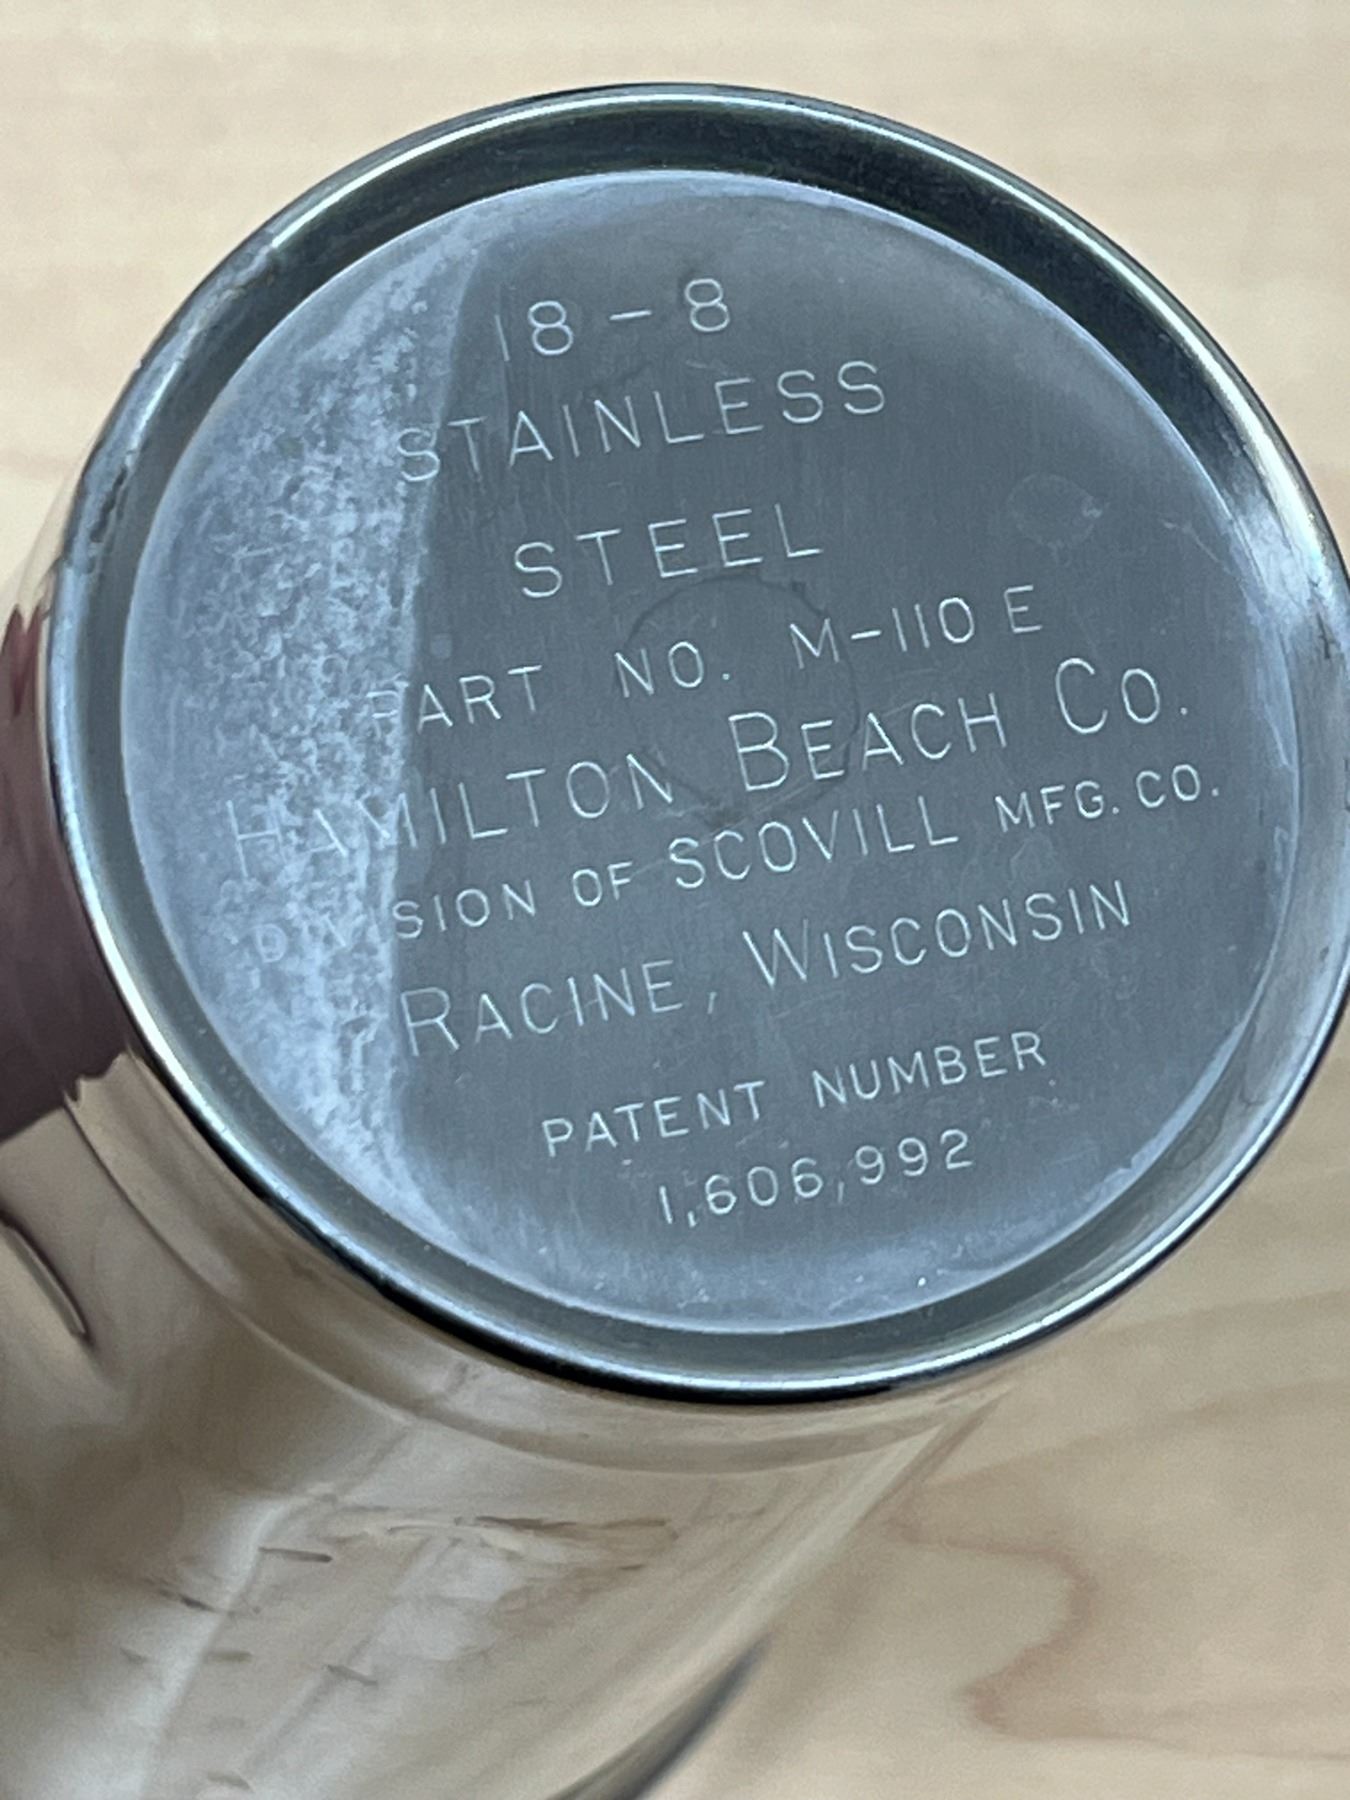 18-8
STAINLESS
STEEL
PART NO. M-110 E
HAMILTON BEACH CO.
DIVISION OF SCOVILL MFG. CO.
RACINE, WISCONSIN
PATENT NUMBER
1,606,992